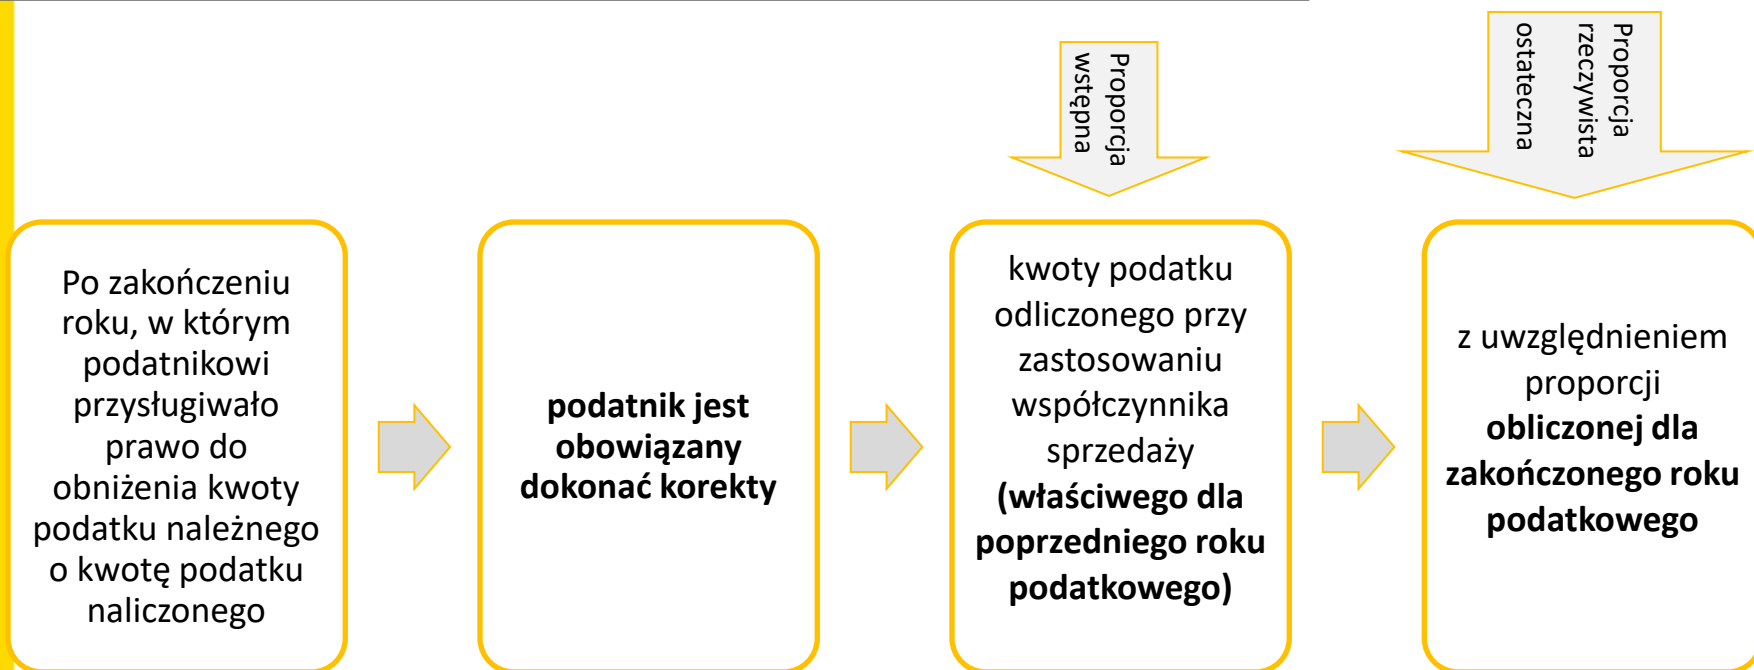 Proporcja
wstępna
Proporcja
rzeczywista
ostateczna
Po zakończeniu
roku, w którym
podatnikowi
przysługiwało
prawo do
obniżenia kwoty
podatku należnego
o kwotę podatku
naliczonego
podatnik jest
obowiązany
dokonać korekty
kwoty podatku
odliczonego przy
zastosowaniu
współczynnika
sprzedaży
(właściwego dla
poprzedniego roku
podatkowego)
z uwzględnieniem
proporcji
obliczonej dla
zakończonego roku
podatkowego